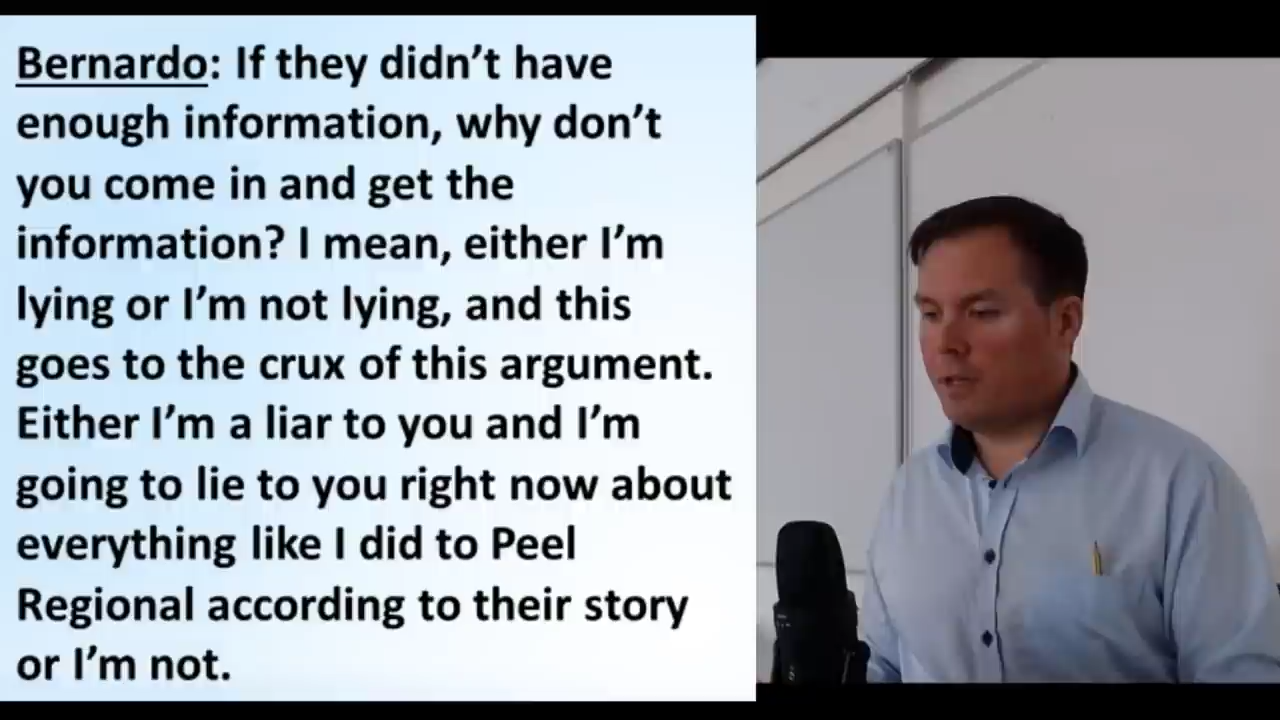 Bernardo: If they didn’t have
enough information, why don’t
you come in and get the
information? I mean, either I’m
lying or I’m not lying, and this
goes to the crux of this argument.
Either I’m a liar to you and I’m
going to lie to you right now about
everything like I did to Peel
Regional according to their story
or I’m not.